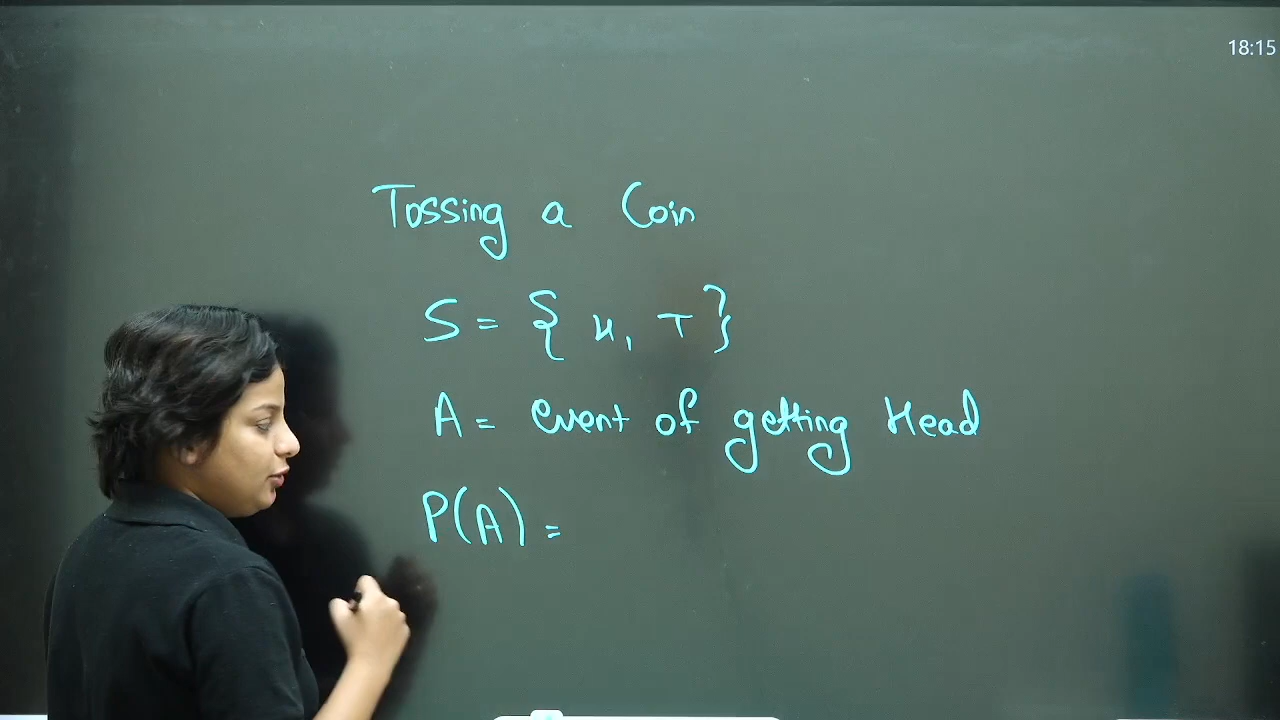 18:15
Tossing a Coin
S = { H, T }
A = event of getting Head
P(A) =